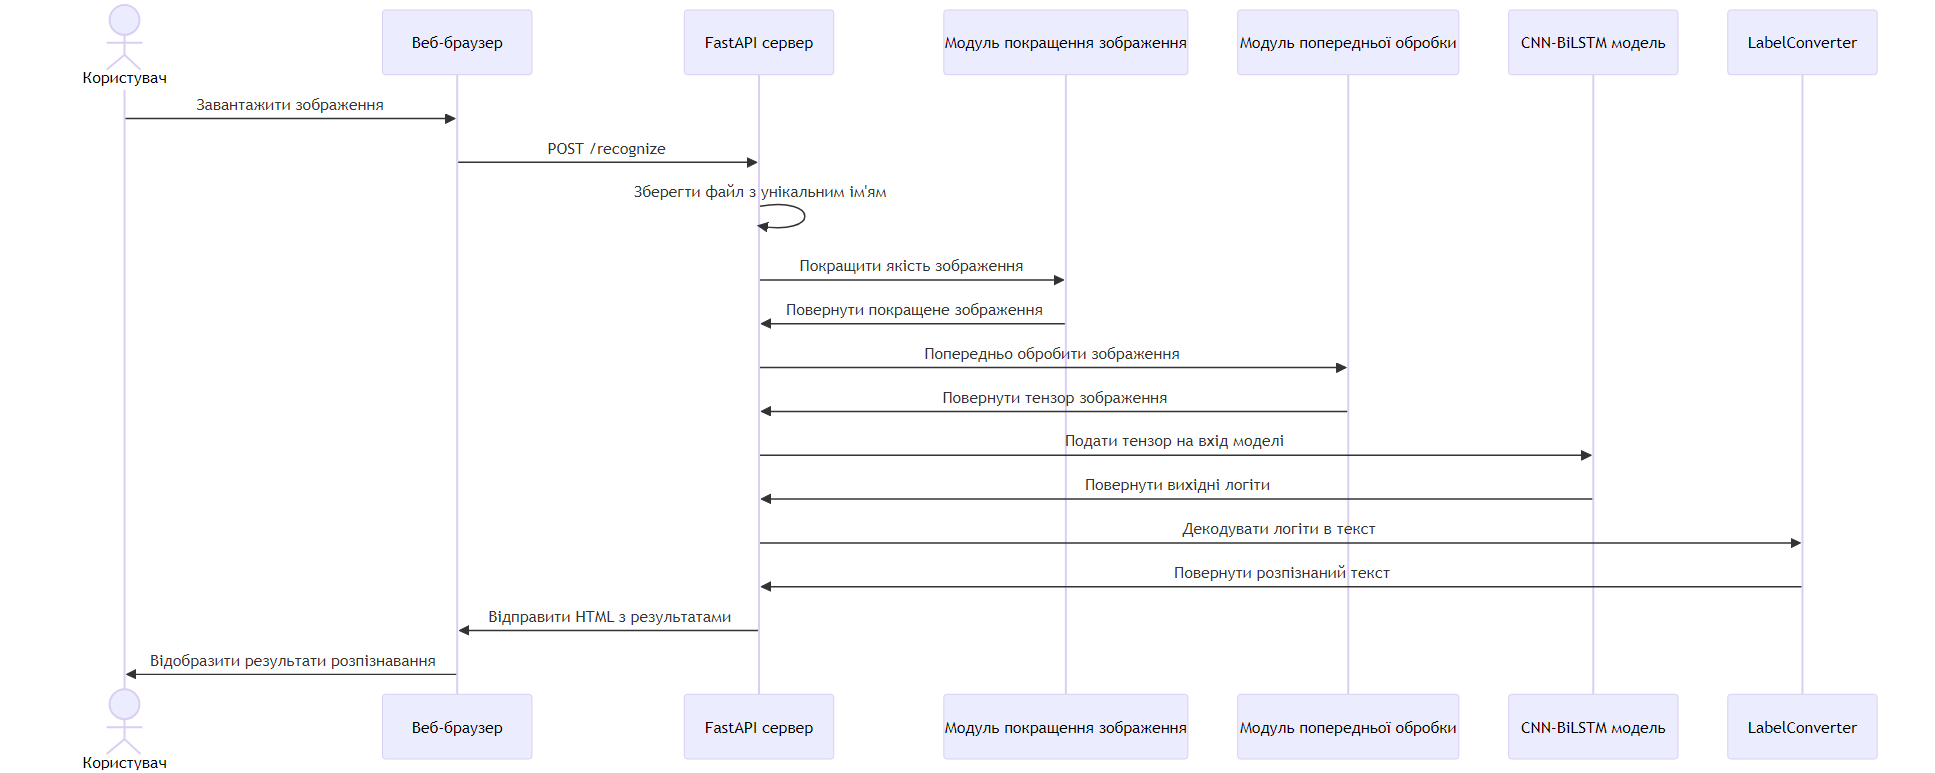 Користувач
Веб-браузер
FastAPI сервер
Модуль покращення зображення
Модуль попередньої обробки
CNN-BiLSTM модель
LabelConverter
Завантажити зображення
POST /recognize
Зберегти файл з унікальним ім'ям
Покращити якість зображення
Повернути покращене зображення
Попередньо обробити зображення
Повернути тензор зображення
Подати тензор на вхід моделі
Повернути вихідні логіти
Декодувати логіти в текст
Повернути розпізнаний текст
Відправити HTML з результатами
Відобразити результати розпізнавання
Користувач
Веб-браузер
FastAPI сервер
Модуль покращення зображення
Модуль попередньої обробки
CNN-BiLSTM модель
LabelConverter